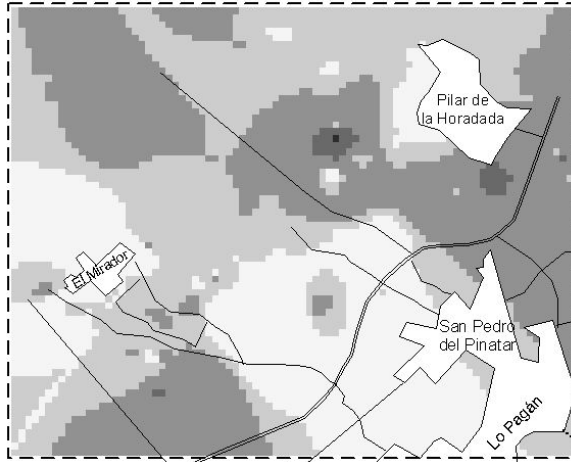 Pilar de
la Horadada
El Mirador
San Pedro
del Pinatar
Lo Pagán